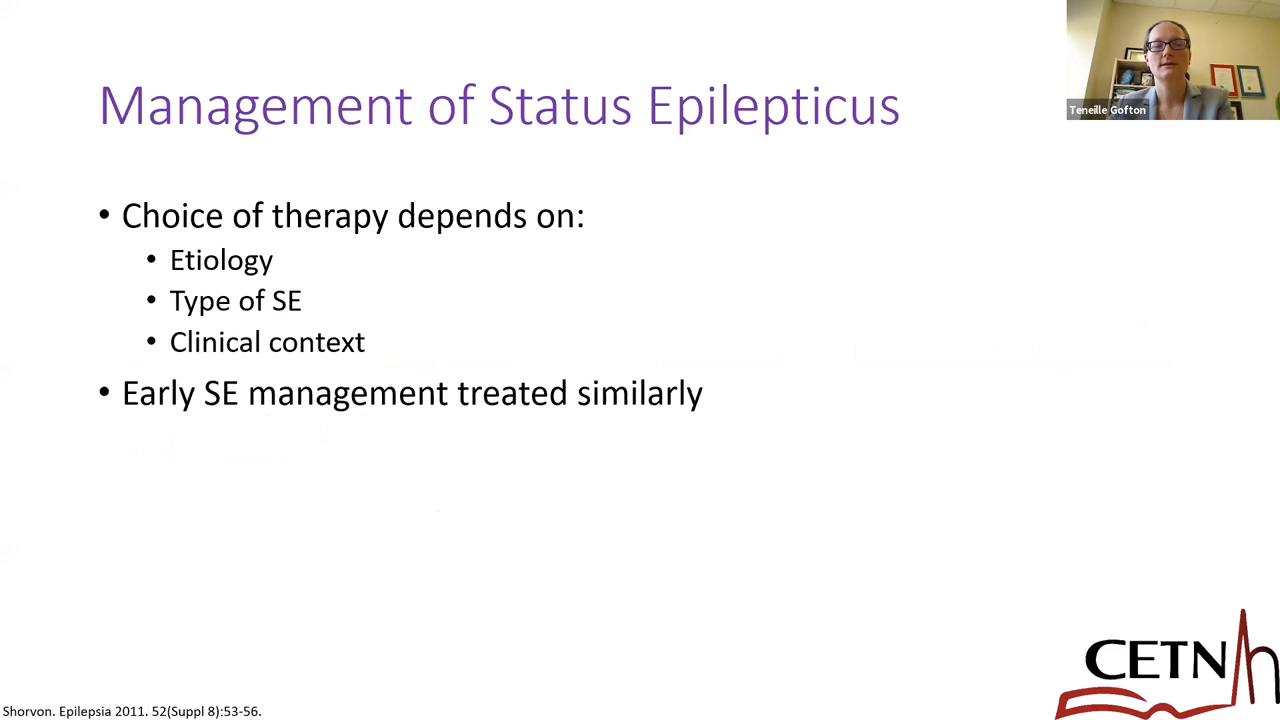 Management of Status Epilepticus
Teneille Gofton
• Choice of therapy depends on:
• Etiology
• Type of SE
• Clinical context
• Early SE management treated similarly
CETN
Shorvon. Epilepsia 2011. 52(Suppl 8):53-56.